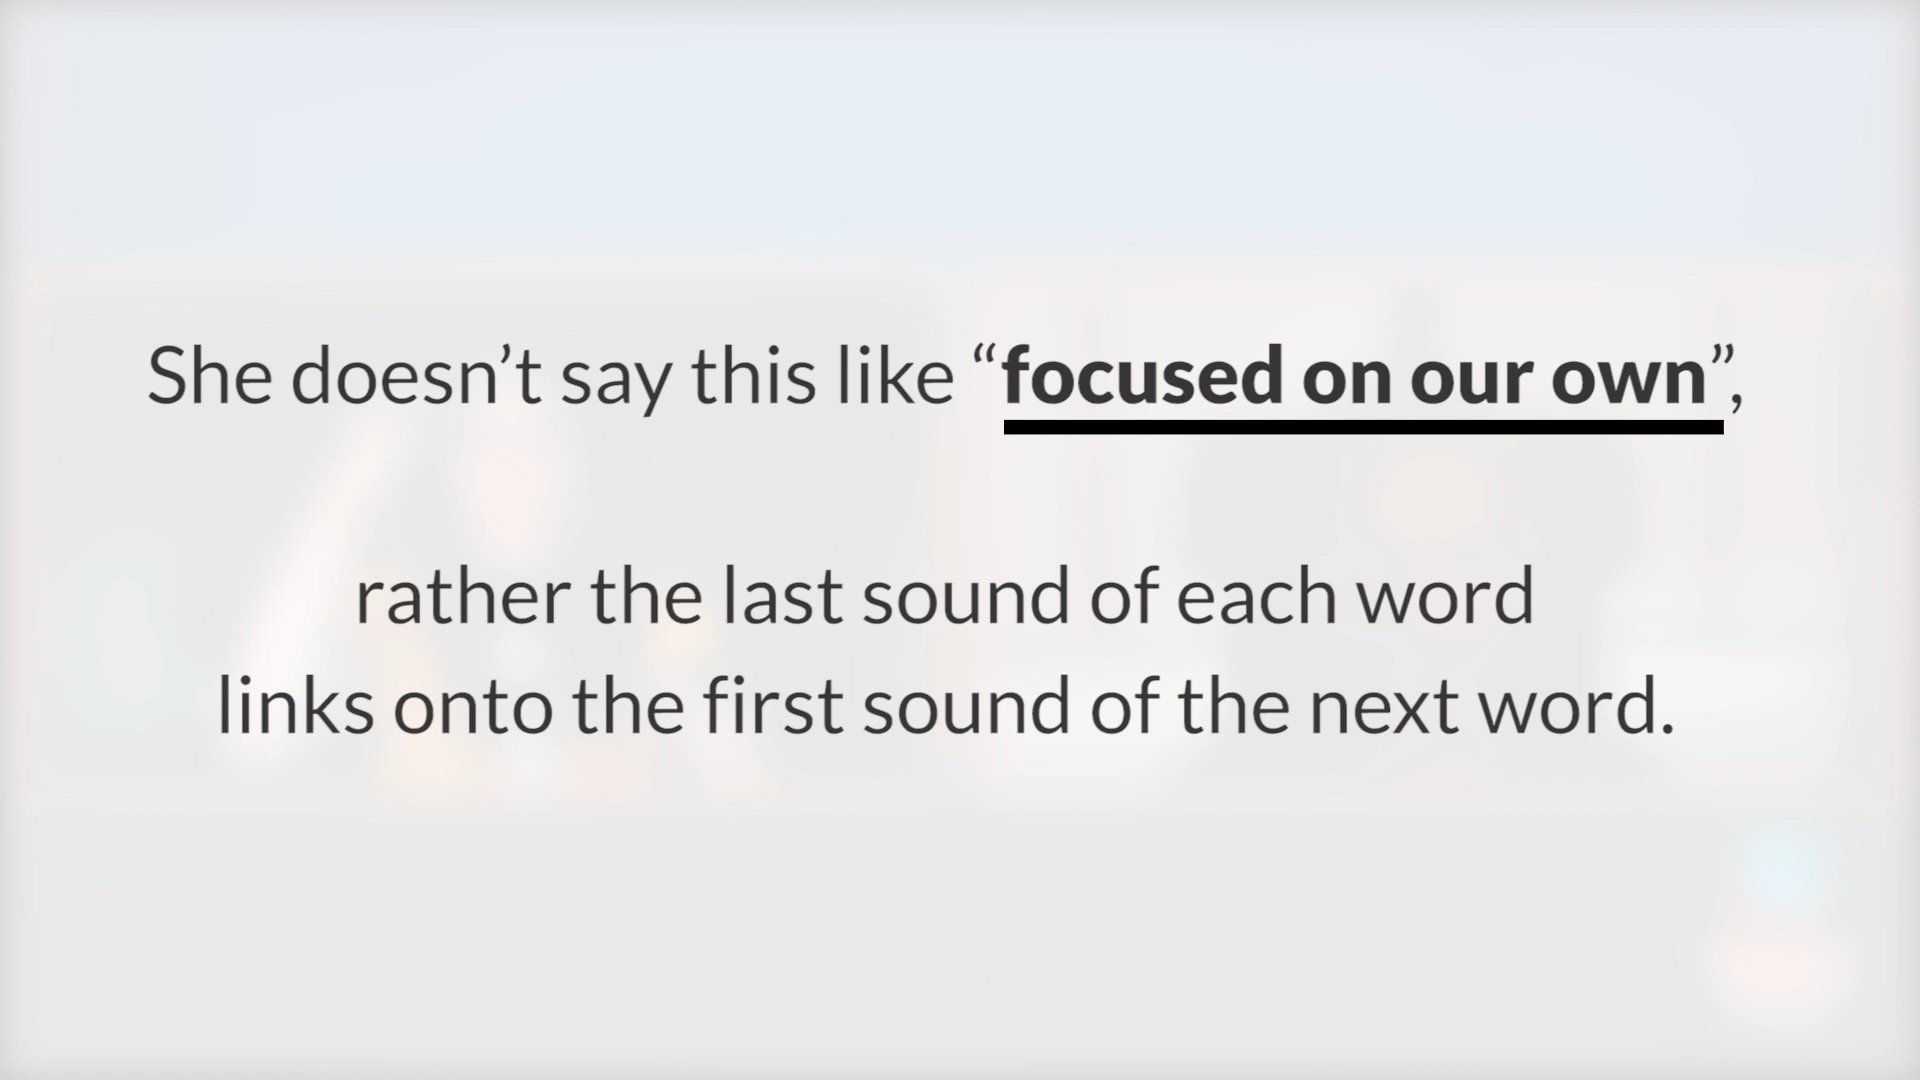 She doesn’t say this like “focused on our own”,
rather the last sound of each word
links onto the first sound of the next word.